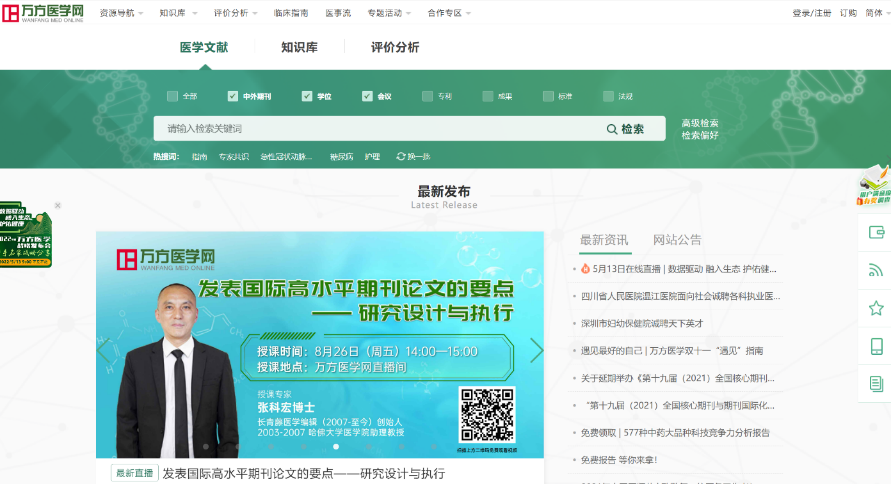 万方医学网
WANFANG MED ONLINE
资源导航 知识库 评价分析 临床指南 医事流 专题活动 合作专区 登录/注册 订购 简体
医学文献 知识库 评价分析
全部 中外期刊 学位 会议 专利 成果 标准 法规
请输入检索关键词 检索
高级检索
检索偏好
热搜词: 指南 专家共识 急性冠状动脉... 糖尿病 护理 换一批
最新发布
Latest Release
最新资讯 网站公告
万方医学网
WANFANG MED ONLINE
发表国际高水平期刊论文的要点
—— 研究设计与执行
授课时间：8月26日（周五）14:00—15:00
授课地点：万方医学网直播间
授课专家
张科宏博士
长青藤医学编辑（2007-至今）创始人
2003-2007 哈佛大学医学院助理教授
扫描上方二维码免费观看视频
最新直播 发表国际高水平期刊论文的要点——研究设计与执行
5月13日在线直播 | 数据驱动 融入生态 护佑健...
四川省人民医院温江医院面向社会诚聘各科执业医...
深圳市妇幼保健院诚聘天下英才
遇见最好的自己 | 万方医学双十一“遇见”指南
关于延期举办《第十九届（2021）全国核心期刊...
“第十九届（2021）全国核心期刊与期刊国际化...
免费领取 | 577种中药大品种科技竞争力分析报告
免费报告 等你来拿！